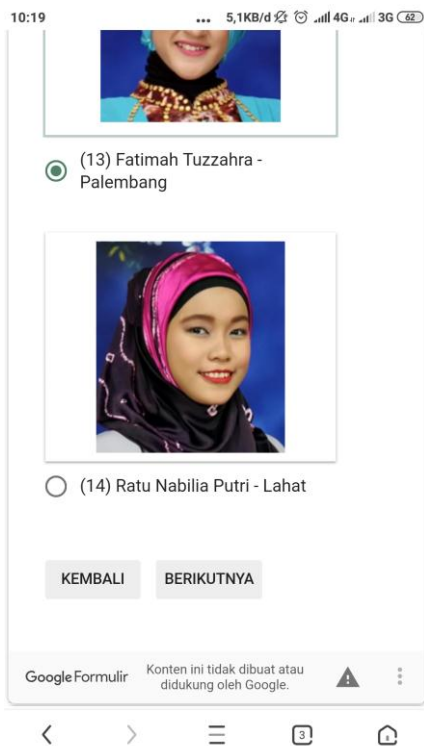 10:19
... 5,1KB/d 4G 3G 62
(13) Fatimah Tuzzahra -
Palembang
(14) Ratu Nabilia Putri - Lahat
KEMBALI BERIKUTNYA
Google Formulir
Konten ini tidak dibuat atau
didukung oleh Google.
3